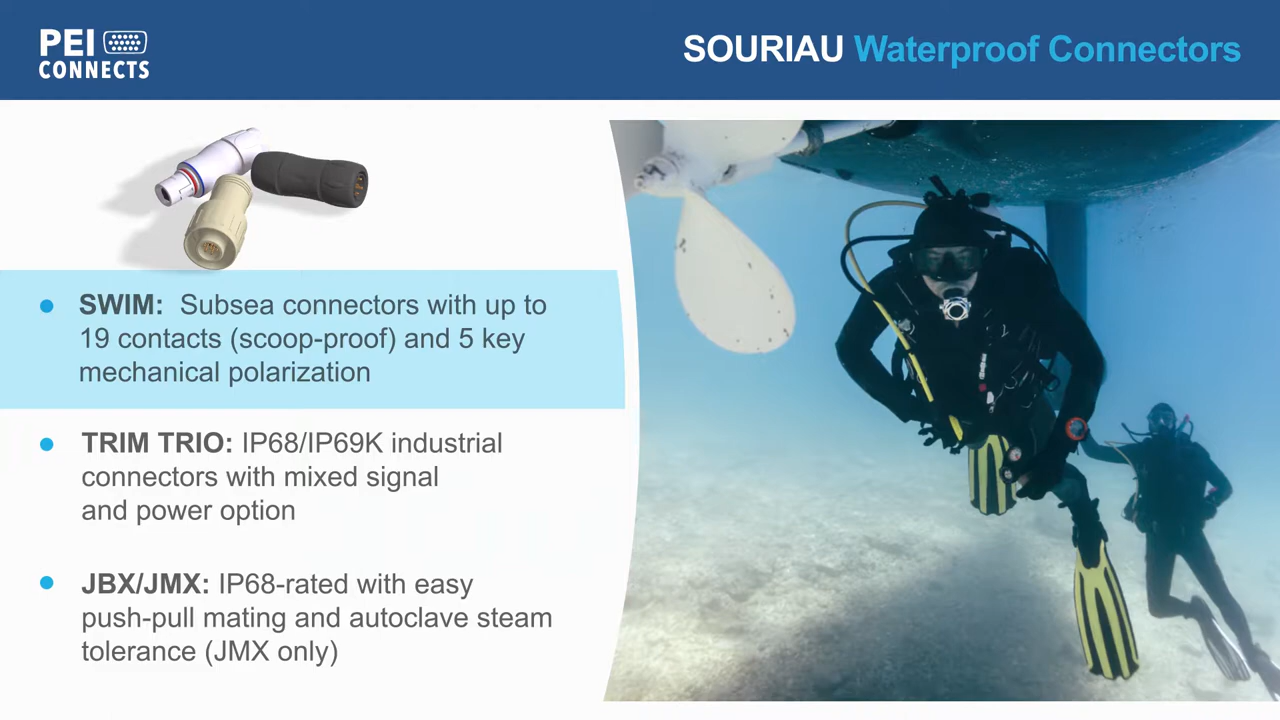 PEI
CONNECTS
SOURIAU Waterproof Connectors
SWIM: Subsea connectors with up to
19 contacts (scoop-proof) and 5 key
mechanical polarization
TRIM TRIO: IP68/IP69K industrial
connectors with mixed signal
and power option
JBX/JMX: IP68-rated with easy
push-pull mating and autoclave steam
tolerance (JMX only)